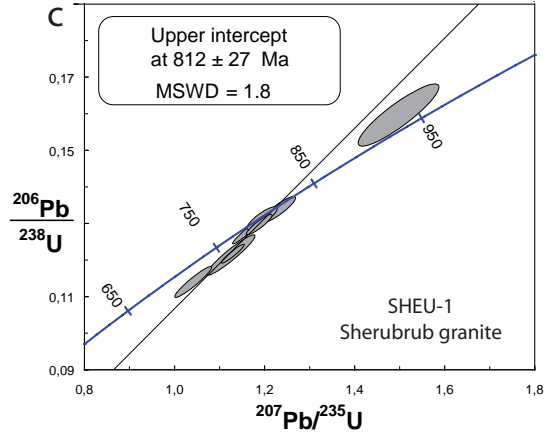 C
Upper intercept
at 812 ± 27 Ma
MSWD = 1.8
0,17
0,15
0,13
0,11
0,09
206Pb
238U
650
750
850
950
SHEU-1
Sherubrub granite
0,8
1,0
1,2
1,4
1,6
1,8
207Pb/235U